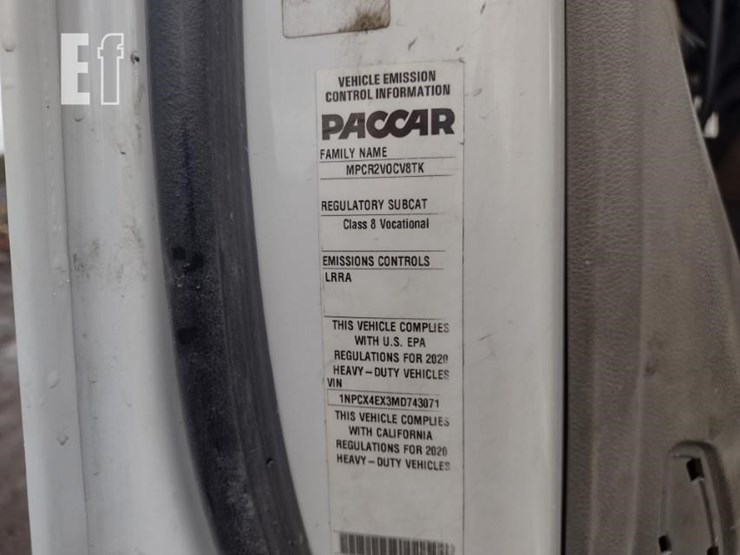 Ef
VEHICLE EMISSION
CONTROL INFORMATION
PACCAR
FAMILY NAME
MPCR2VOCV8TK
REGULATORY SUBCAT
Class 8 Vocational
EMISSIONS CONTROLS
LRRA
THIS VEHICLE COMPLIES
WITH U.S. EPA
REGULATIONS FOR 2020
HEAVY-DUTY VEHICLES
VIN
1NPCX4EX3MD743071
THIS VEHICLE COMPLIES
WITH CALIFORNIA
REGULATIONS FOR 2020
HEAVY-DUTY VEHICLES